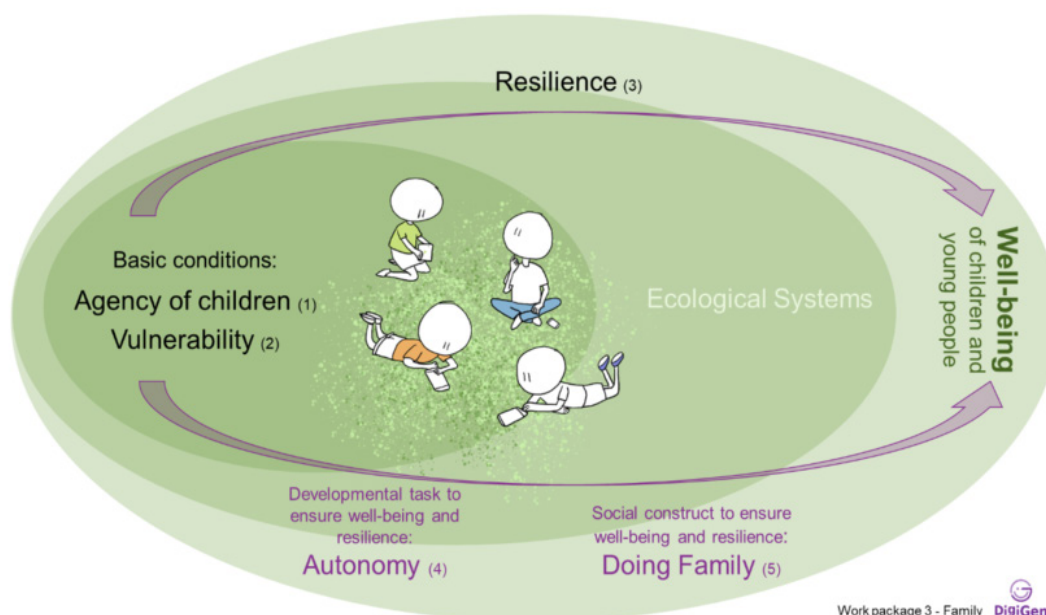 Resilience (3)
Basic conditions:
Agency of children (1)
Vulnerability (2)
Ecological Systems
Well-being
of children and
young people
Developmental task to
ensure well-being and
resilience:
Autonomy (4)
Social construct to ensure
well-being and resilience:
Doing Family (5)
Work package 3 - Family
DigiGen